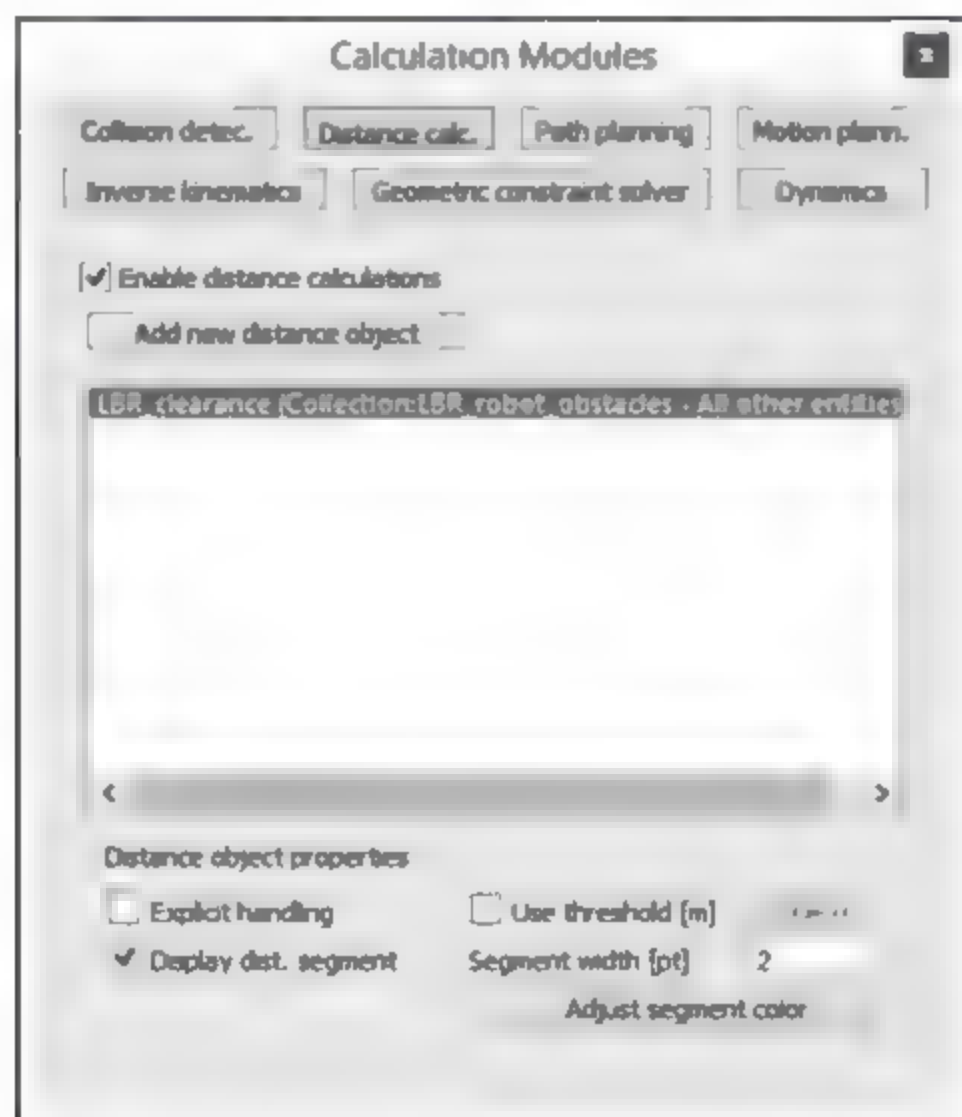 Calculation Modules
Collision detec. Distance calc. Path planning Motion plann.
Inverse kinematics Geometric constraint solver Dynamics
Enable distance calculations
Add new distance object
LBR_clearance (Collection:LBR_robot_obstacles - All other entities
Distance object properties
Explicit handling Use threshold [m]
Display dist. segment Segment width [pt] 2
Adjust segment color